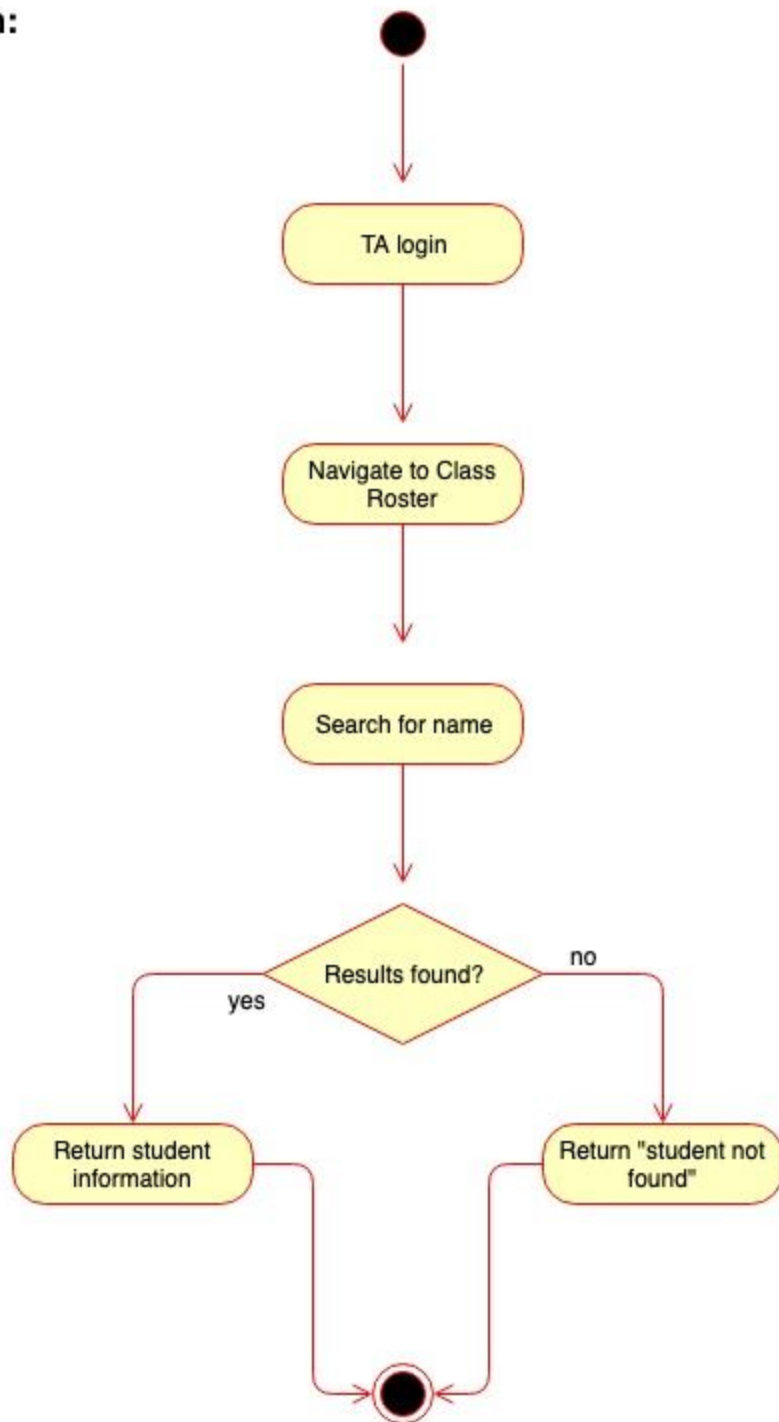 TA login
Navigate to Class
Roster
Search for name
Results found?
yes
no
Return student
information
Return "student not
found"